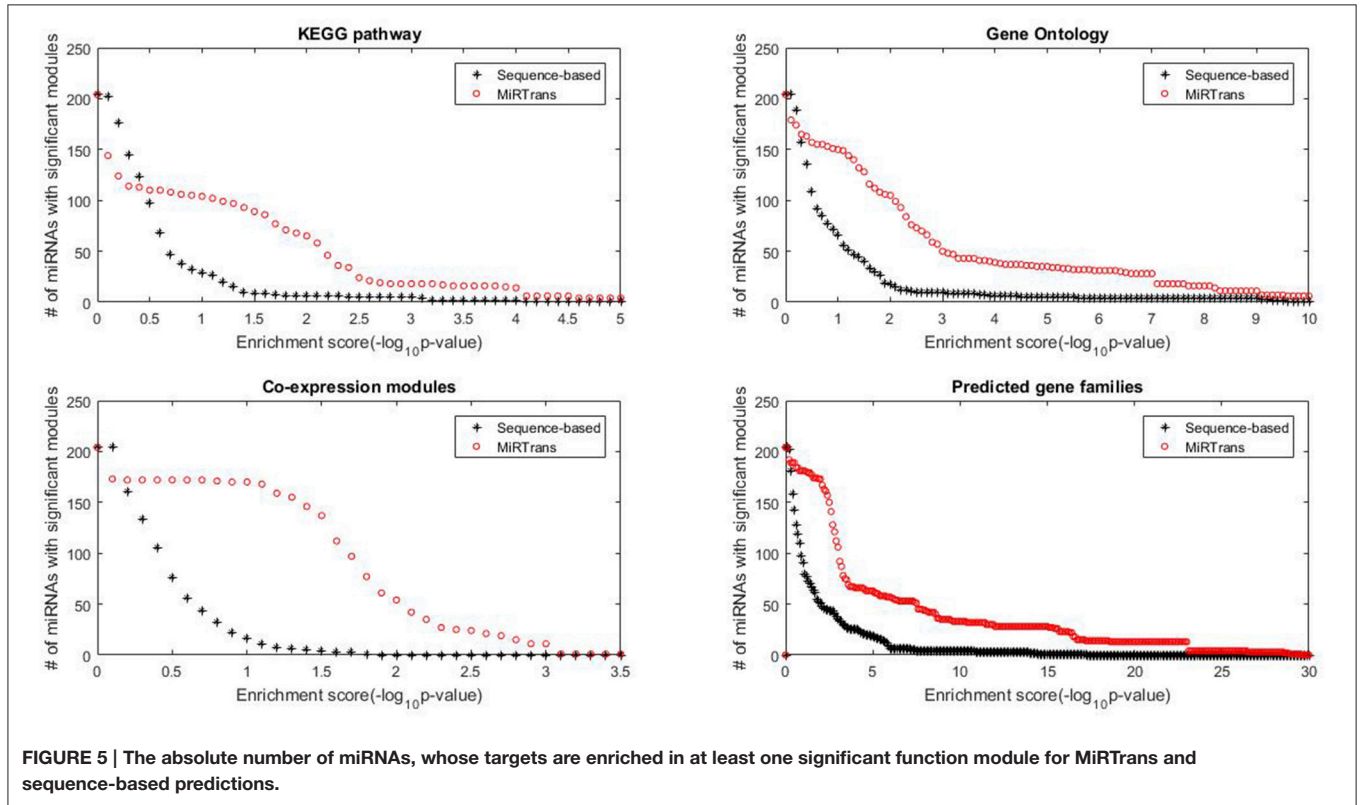 KEGG pathway
# of miRNAs with significant modules
250
200
150
100
50
0
Sequence-based
MiRTrans
0 0.5 1 1.5 2 2.5 3 3.5 4 4.5 5
Enrichment score(-log10p-value)
Gene Ontology
# of miRNAs with significant modules
250
200
150
100
50
0
Sequence-based
MiRTrans
0 1 2 3 4 5 6 7 8 9 10
Enrichment score(-log10p-value)
Co-expression modules
# of miRNAs with significant modules
250
200
150
100
50
0
Sequence-based
MiRTrans
0 0.5 1 1.5 2 2.5 3 3.5
Enrichment score(-log10p-value)
Predicted gene families
# of miRNAs with significant modules
250
200
150
100
50
0
Sequence-based
MiRTrans
0 5 10 15 20 25 30
Enrichment score(-log10p-value)
FIGURE 5 | The absolute number of miRNAs, whose targets are enriched in at least one significant function module for MiRTrans and
sequence-based predictions.